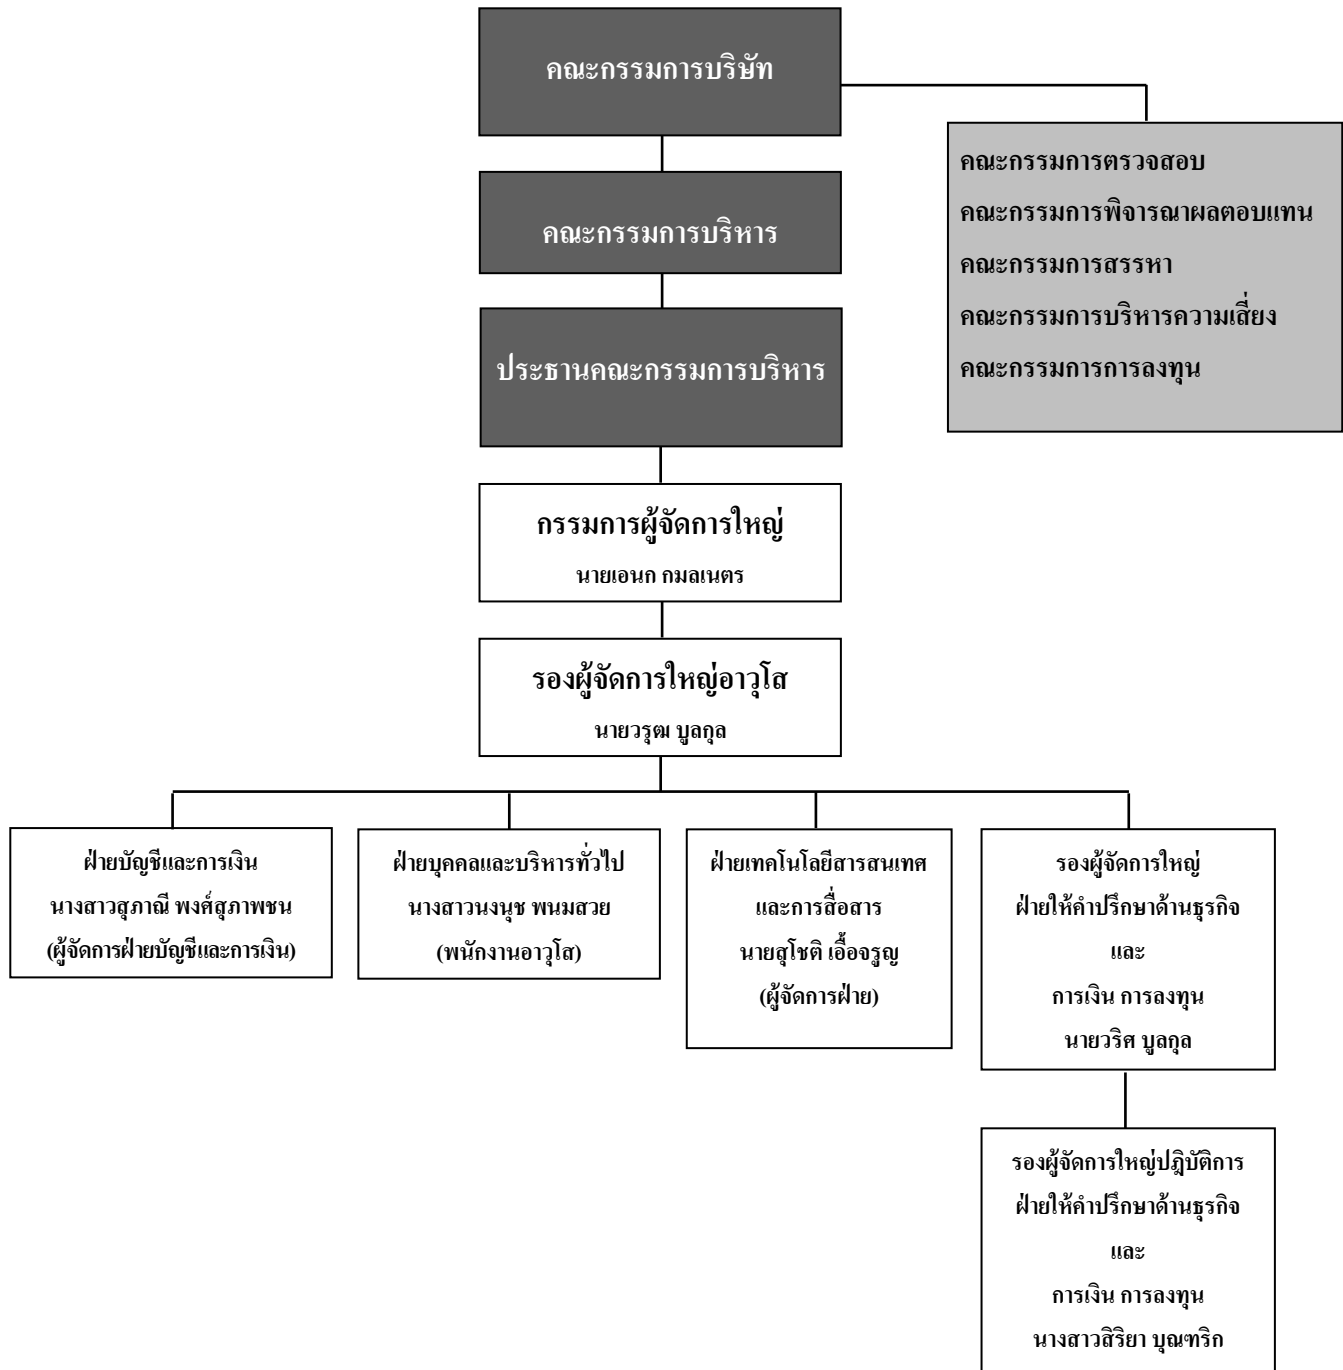 คณะกรรมการบริษัท
คณะกรรมการตรวจสอบ
คณะกรรมการพิจารณาผลตอบแทน
คณะกรรมการสรรหา
คณะกรรมการบริหารความเสี่ยง
คณะกรรมการการลงทุน
คณะกรรมการบริหาร
ประธานคณะกรรมการบริหาร
กรรมการผู้จัดการใหญ่
นายเอนก กมลเนตร
รองผู้จัดการใหญ่อาวุโส
นายวรุฒ บูลกุล
ฝ่ายบัญชีและการเงิน
นางสาวสุภาณี พงศ์สุภาพชน
(ผู้จัดการฝ่ายบัญชีและการเงิน)
ฝ่ายบุคคลและบริหารทั่วไป
นางสาวนงนุช พนมสวย
(พนักงานอาวุโส)
ฝ่ายเทคโนโลยีสารสนเทศ
และการสื่อสาร
นายสุโชติ เอื้อจรูญ
(ผู้จัดการฝ่าย)
รองผู้จัดการใหญ่
ฝ่ายให้คำปรึกษาด้านธุรกิจ
และ
การเงิน การลงทุน
นายวริศ บูลกุล
รองผู้จัดการใหญ่ปฎิบัติการ
ฝ่ายให้คำปรึกษาด้านธุรกิจ
และ
การเงิน การลงทุน
นางสาวสิริยา บุณฑริก